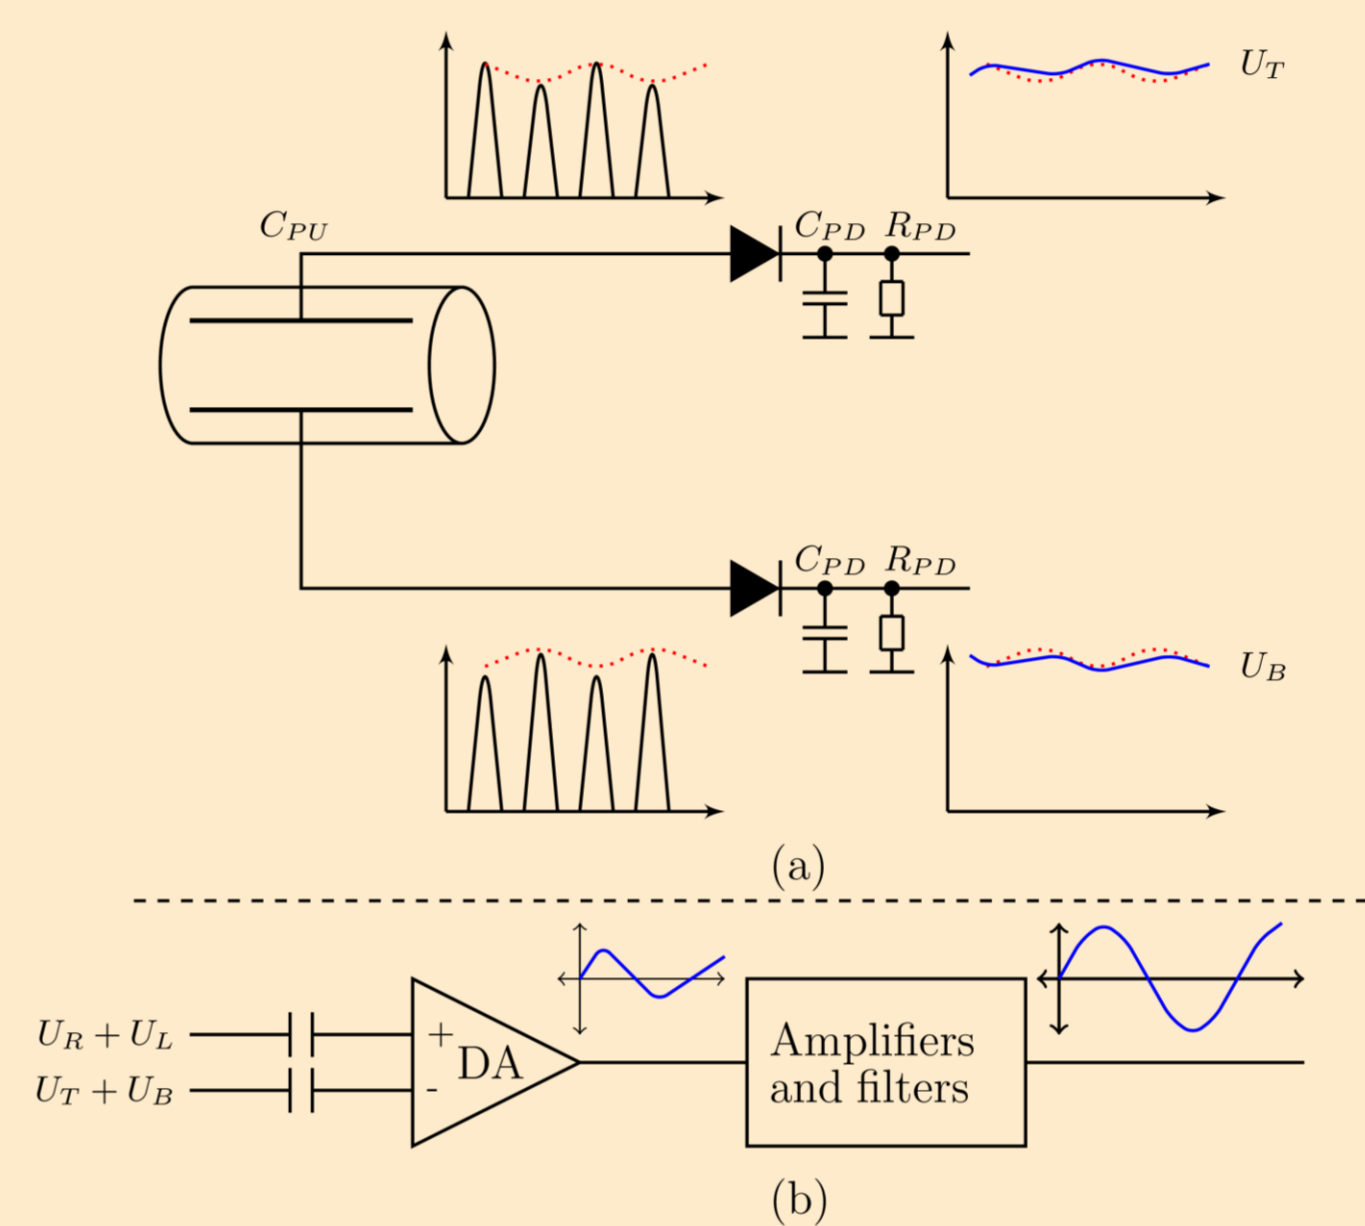 U_T
C_PU
C_PD R_PD
C_PD R_PD
U_B
(a)
U_R + U_L
+
DA
U_T + U_B
-
Amplifiers
and filters
(b)